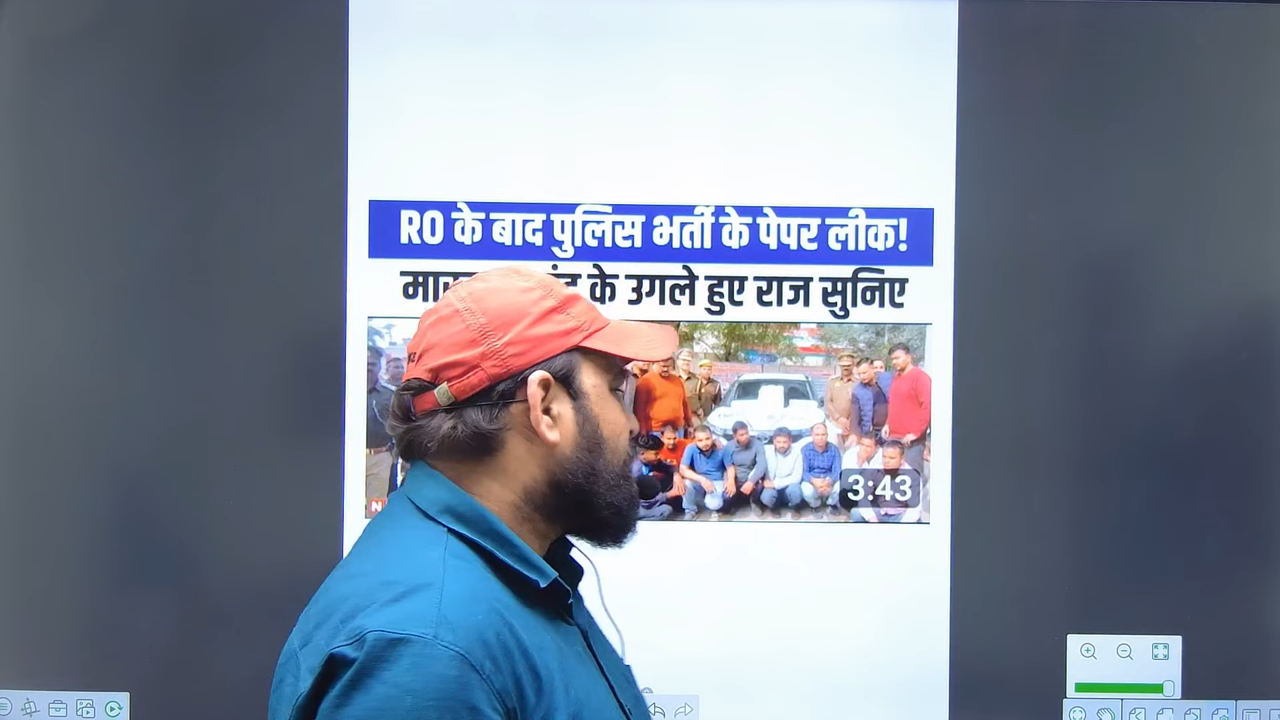 RO के बाद पुलिस भर्ती के पेपर लीक!
के उगले हुए राज सुनिए
3:43
N